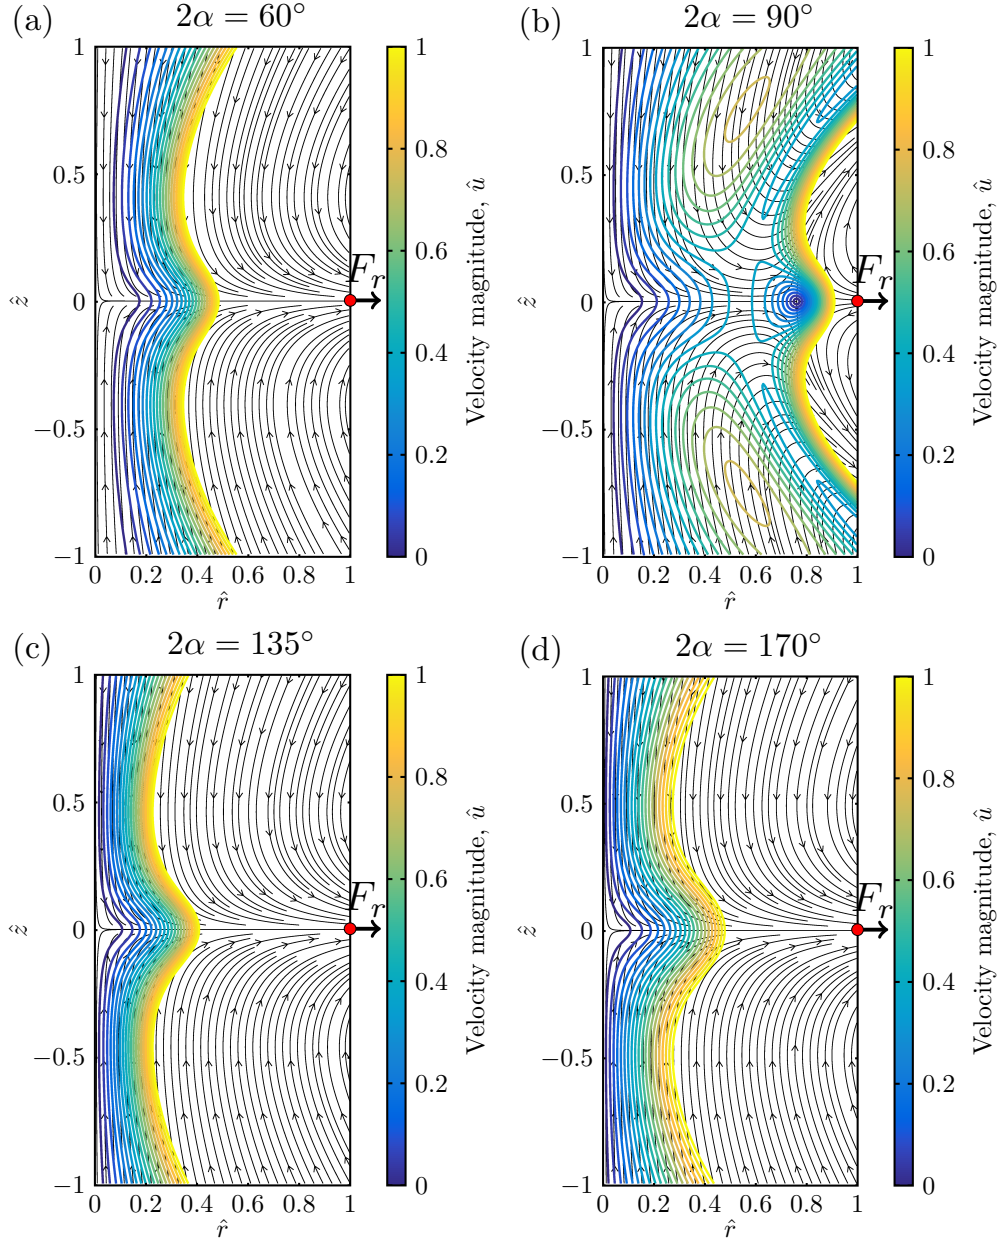 (a) 2α = 60°
1
0.5
0
−0.5
−1
ẑ
0 0.2 0.4 0.6 0.8 1
r̂
F_r
1
0.8
0.6
0.4
0.2
0
Velocity magnitude, û
(b) 2α = 90°
1
0.5
0
−0.5
−1
ẑ
0 0.2 0.4 0.6 0.8 1
r̂
F_r
1
0.8
0.6
0.4
0.2
0
Velocity magnitude, û
(c) 2α = 135°
1
0.5
0
−0.5
−1
ẑ
0 0.2 0.4 0.6 0.8 1
r̂
F_r
1
0.8
0.6
0.4
0.2
0
Velocity magnitude, û
(d) 2α = 170°
1
0.5
0
−0.5
−1
ẑ
0 0.2 0.4 0.6 0.8 1
r̂
F_r
1
0.8
0.6
0.4
0.2
0
Velocity magnitude, û